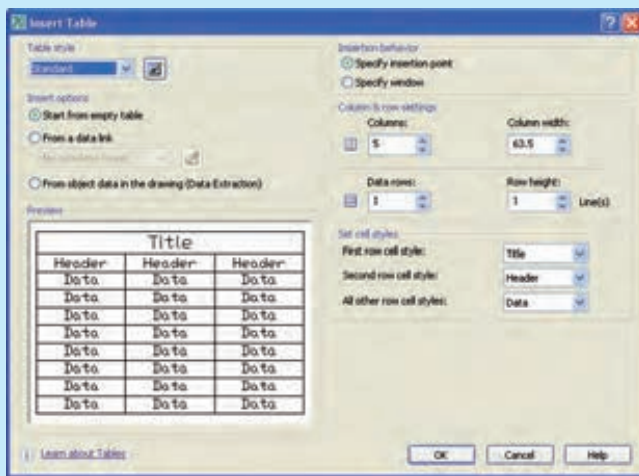 Insert Table
Table style
Standard
Insert options
Start from empty table
From a data link
From object data in the drawing (Data Extraction)
Preview
Title
Header Header Header
Data Data Data
Data Data Data
Data Data Data
Data Data Data
Data Data Data
Data Data Data
Data Data Data
Data Data Data
Insertion behavior
Specify insertion point
Specify window
Column & row settings
Columns: Column width:
5 63.5
Data rows: Row height:
1 1 Line(s)
Set cell styles
First row cell style: Title
Second row cell style: Header
All other row cell styles: Data
Learn about Tables
OK Cancel Help